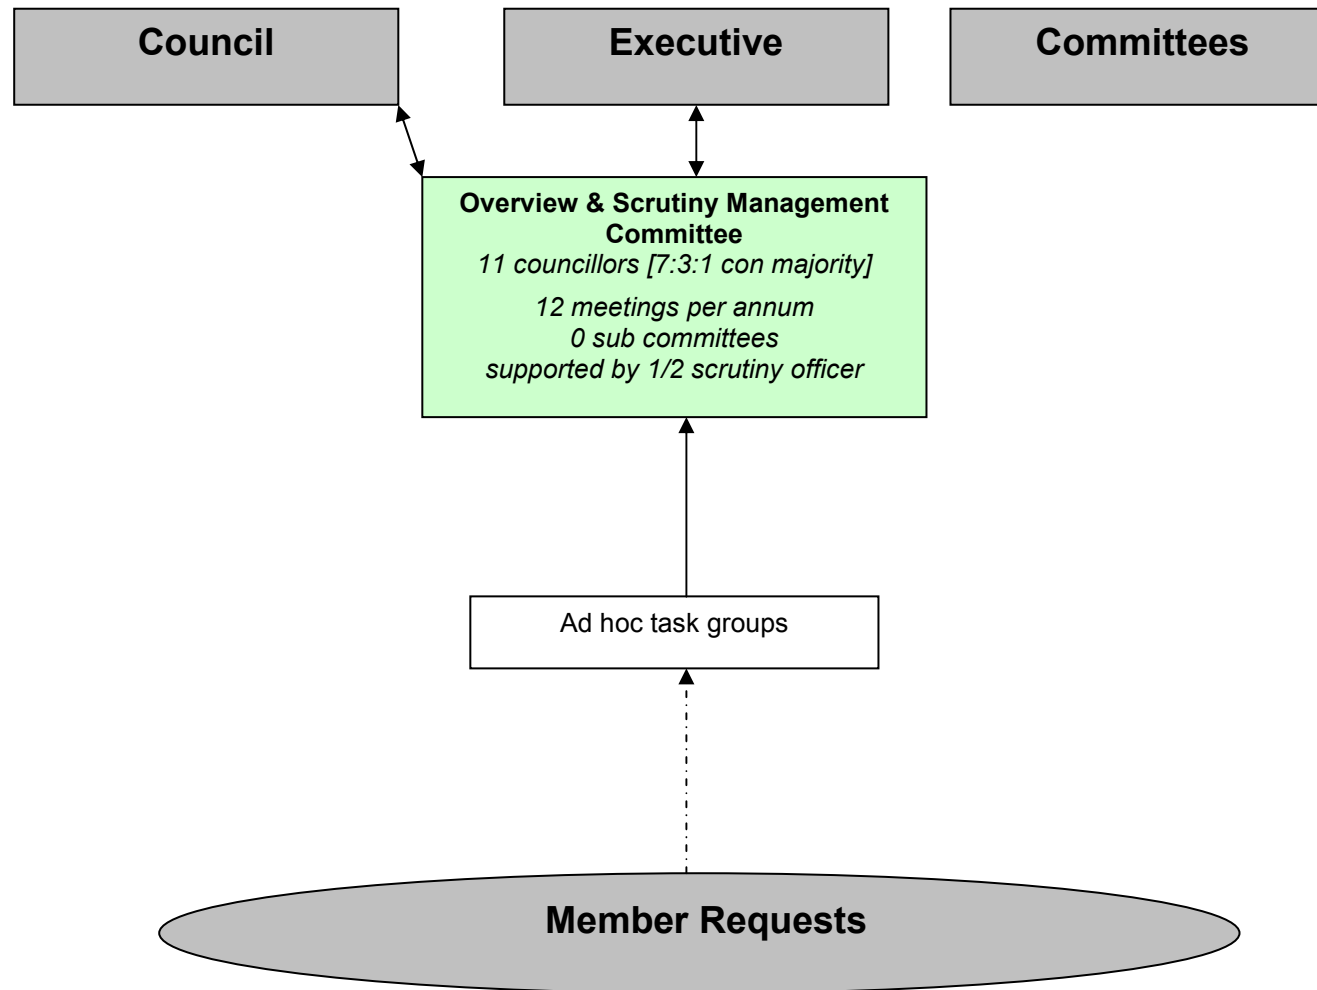 Council
Executive
Committees
Overview & Scrutiny Management
Committee
11 councillors [7:3:1 con majority]
12 meetings per annum
0 sub committees
supported by 1/2 scrutiny officer
Ad hoc task groups
Member Requests